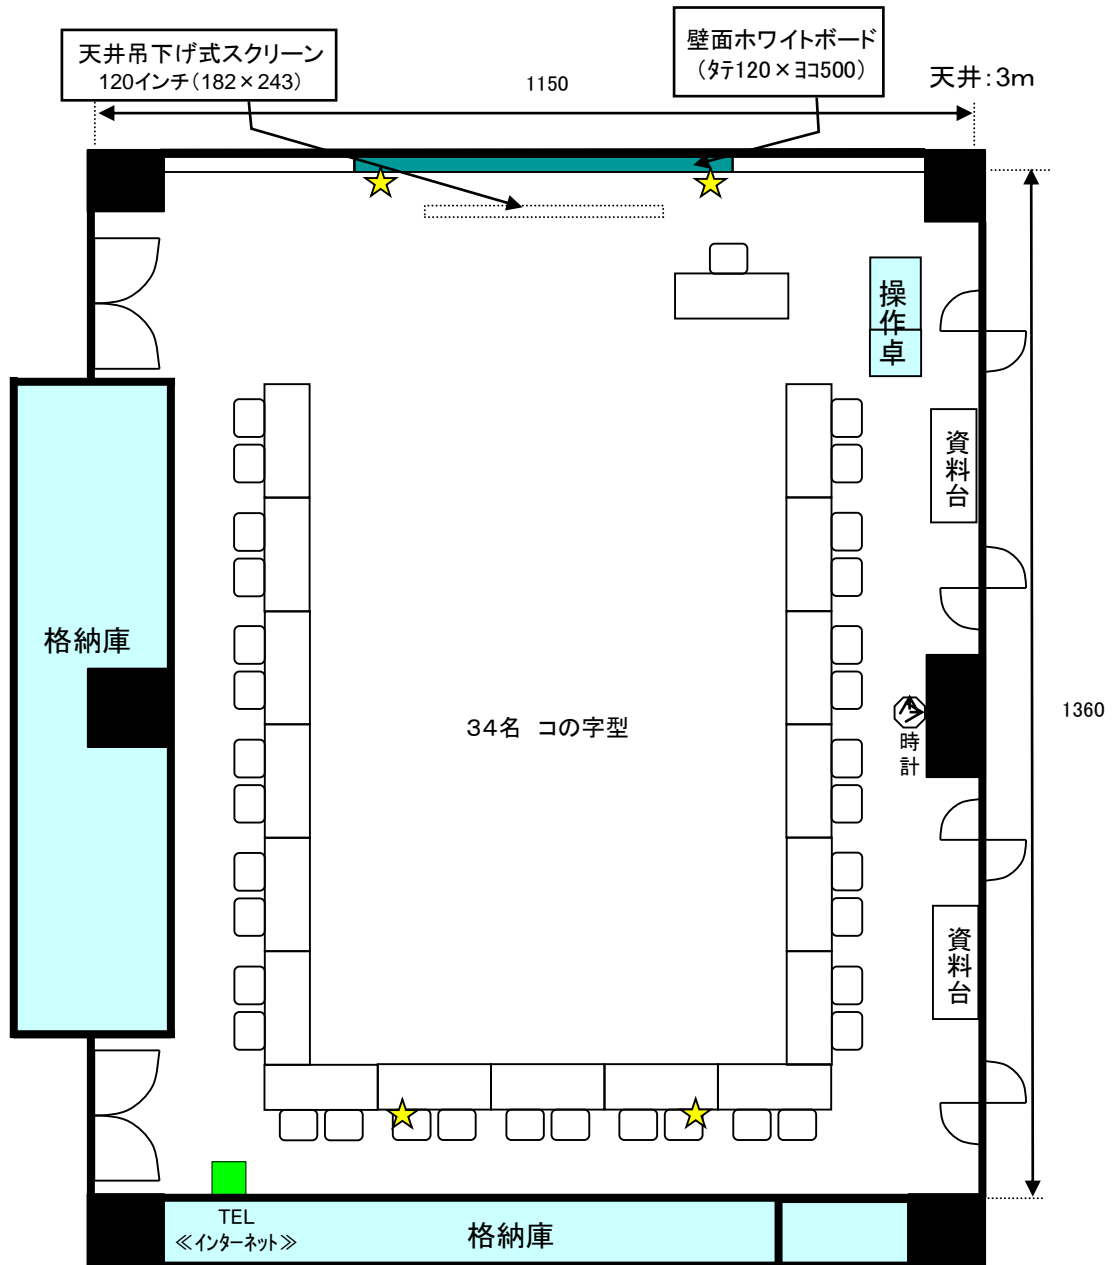 天井吊下げ式スクリーン
120インチ(182×243)
壁面ホワイトボード
(ﾀﾃ120×ﾖｺ500)
1150
天井：3m
操作卓
資料台
格納庫
34名　コの字型
時計
1360
資料台
TEL
≪インターネット≫
格納庫